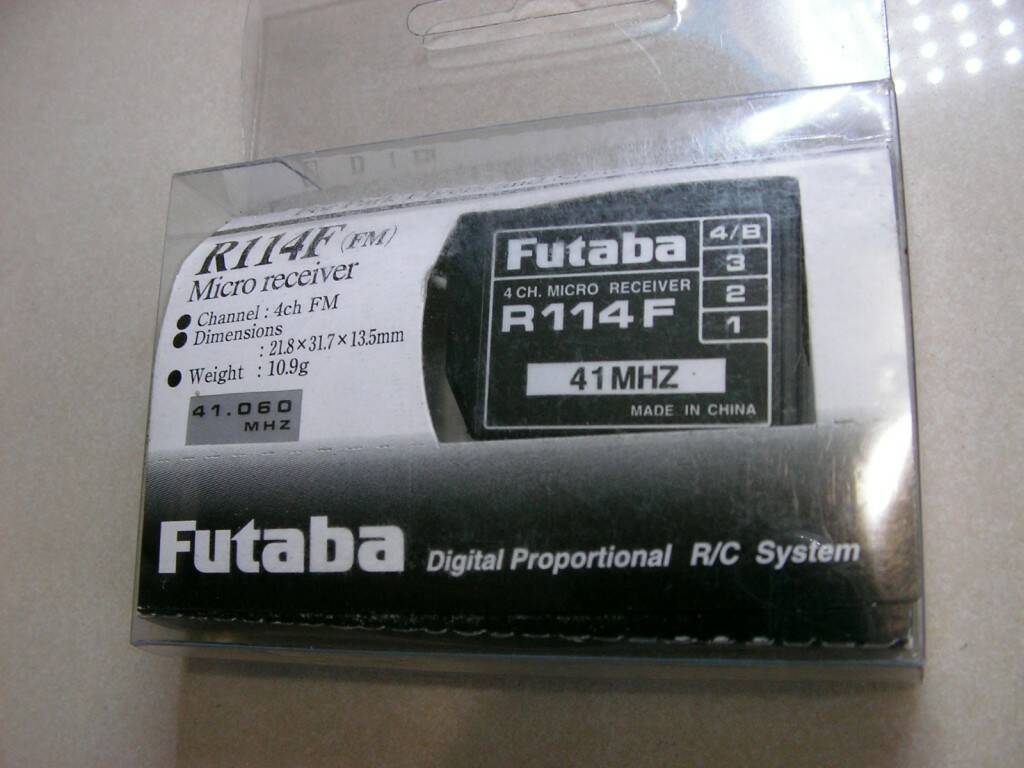 R114F (FM)
Micro receiver
● Channel : 4ch FM
● Dimensions
: 21.8×31.7×13.5mm
● Weight : 10.9g
41.060
MHZ
Futaba
4 CH. MICRO RECEIVER
R114F
4/B
3
2
1
41MHZ
MADE IN CHINA
Futaba Digital Proportional R/C System